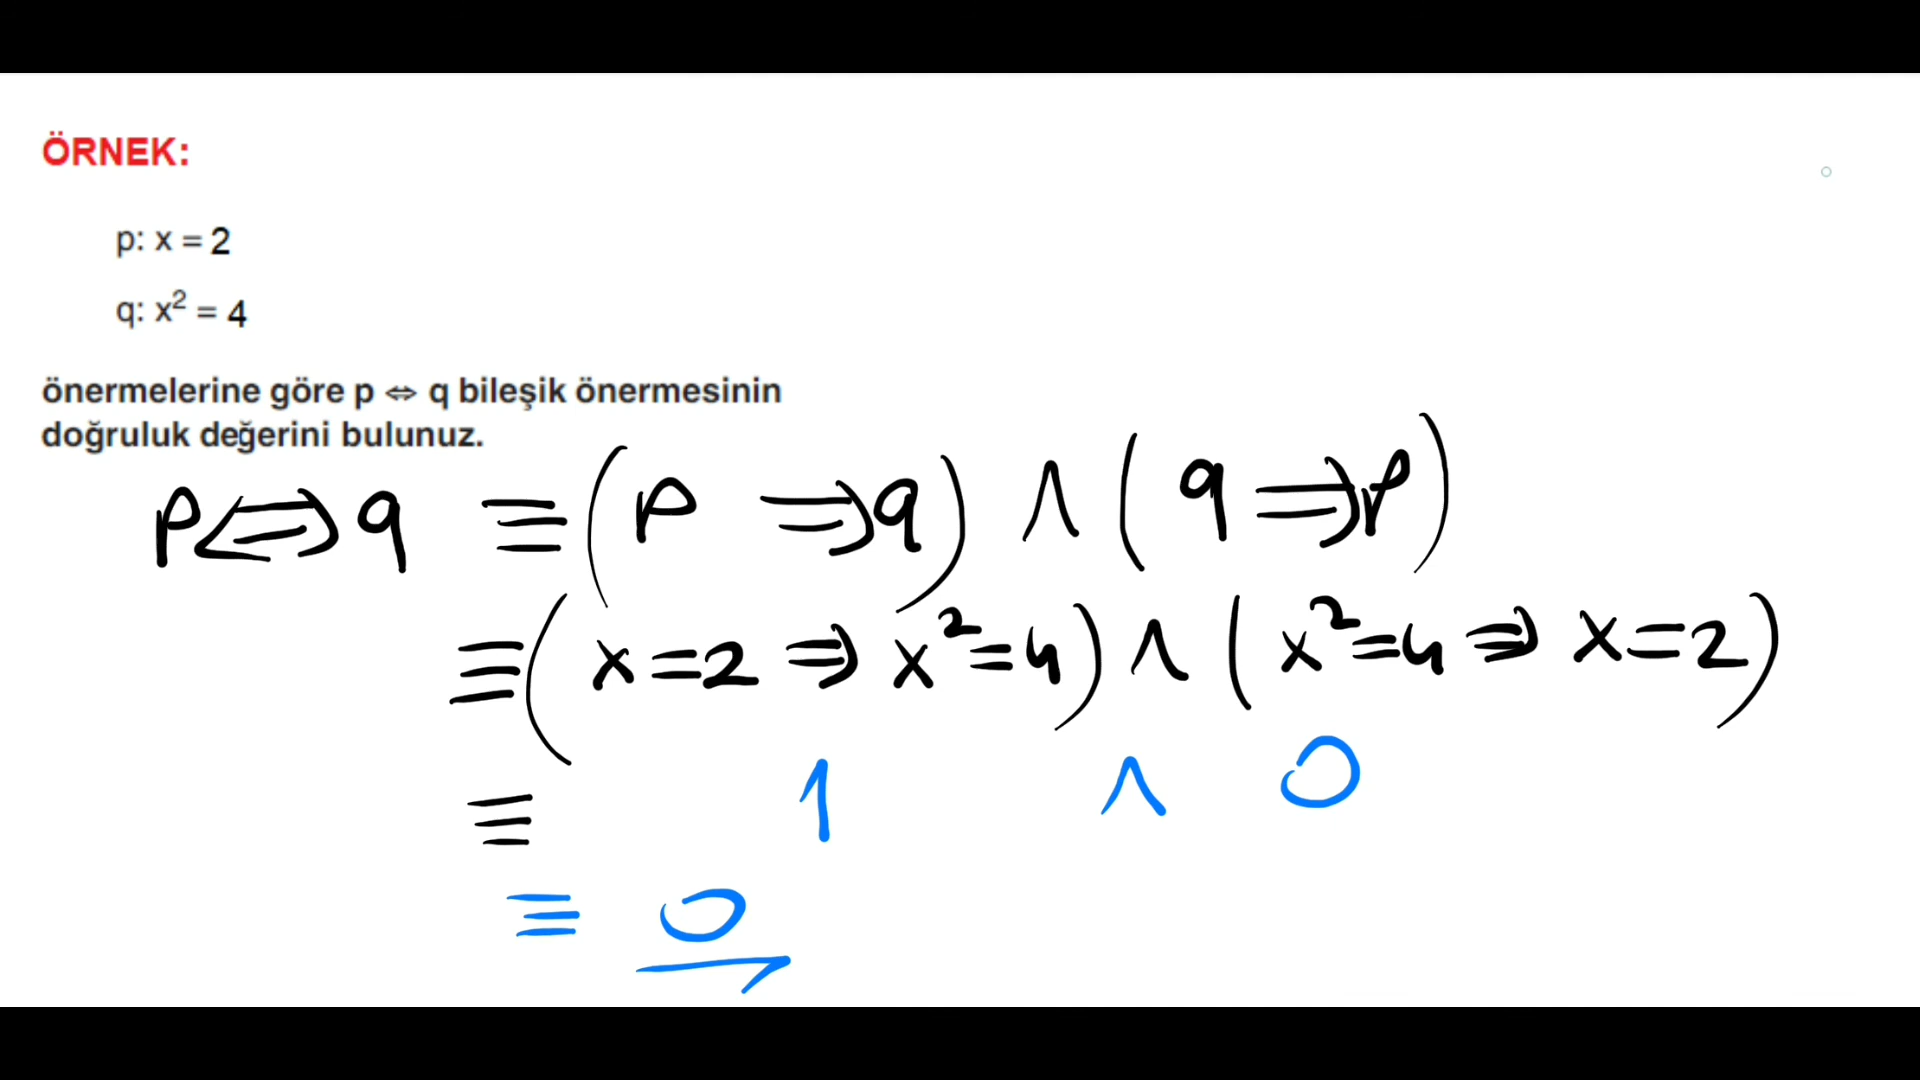 ÖRNEK:
p: x = 2
q: x² = 4
önermelerine göre p ⇔ q bileşik önermesinin
doğruluk değerini bulunuz.
p ⇔ q ≡ (p ⇒ q) ∧ (q ⇒ p)
≡ (x=2 ⇒ x²=4) ∧ (x²=4 ⇒ x=2)
≡ 1 ∧ 0
≡ 0